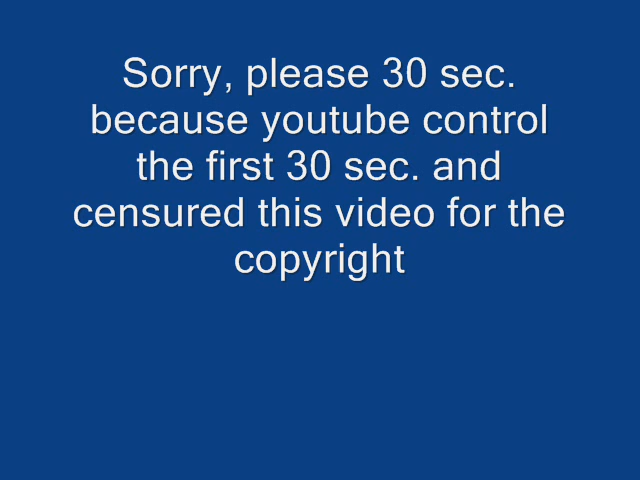 Sorry, please 30 sec.
because youtube control
the first 30 sec. and
censured this video for the
copyright